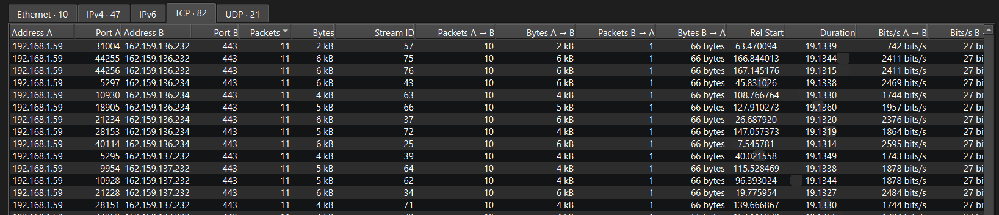 Ethernet · 10 IPv4 · 47 IPv6 TCP · 82 UDP · 21
Address A Port A Address B Port B Packets Bytes Stream ID Packets A → B Bytes A → B Packets B → A Bytes B → A Rel Start Duration Bits/s A → B Bits/s B
192.168.1.59 31004 162.159.136.232 443 11 2 kB 57 10 2 kB 1 66 bytes 63.470094 19.1339 742 bits/s 27 bi
192.168.1.59 44255 162.159.136.232 443 11 6 kB 75 10 6 kB 1 66 bytes 166.844013 19.1344 2411 bits/s 27 bi
192.168.1.59 44256 162.159.136.232 443 11 6 kB 76 10 6 kB 1 66 bytes 167.145176 19.1315 2411 bits/s 27 bi
192.168.1.59 5297 162.159.136.234 443 11 6 kB 43 10 6 kB 1 66 bytes 45.831026 19.1338 2469 bits/s 27 bi
192.168.1.59 10930 162.159.136.234 443 11 4 kB 63 10 4 kB 1 66 bytes 108.766764 19.1330 1744 bits/s 27 bi
192.168.1.59 18905 162.159.136.234 443 11 5 kB 66 10 5 kB 1 66 bytes 127.910273 19.1360 1957 bits/s 27 bi
192.168.1.59 21234 162.159.136.234 443 11 6 kB 37 10 6 kB 1 66 bytes 26.687920 19.1320 2376 bits/s 27 bi
192.168.1.59 28153 162.159.136.234 443 11 5 kB 72 10 4 kB 1 66 bytes 147.057373 19.1319 1864 bits/s 27 bi
192.168.1.59 40114 162.159.136.234 443 11 6 kB 25 10 6 kB 1 66 bytes 7.545781 19.1314 2595 bits/s 27 bi
192.168.1.59 5295 162.159.137.232 443 11 4 kB 39 10 4 kB 1 66 bytes 40.021558 19.1349 1743 bits/s 27 bi
192.168.1.59 9954 162.159.137.232 443 11 5 kB 64 10 4 kB 1 66 bytes 115.528469 19.1338 1878 bits/s 27 bi
192.168.1.59 10928 162.159.137.232 443 11 5 kB 62 10 4 kB 1 66 bytes 96.393024 19.1344 1878 bits/s 27 bi
192.168.1.59 21228 162.159.137.232 443 11 6 kB 34 10 6 kB 1 66 bytes 19.775954 19.1327 2484 bits/s 27 bi
192.168.1.59 28151 162.159.137.232 443 11 4 kB 71 10 4 kB 1 66 bytes 139.666867 19.1330 1744 bits/s 27 bi